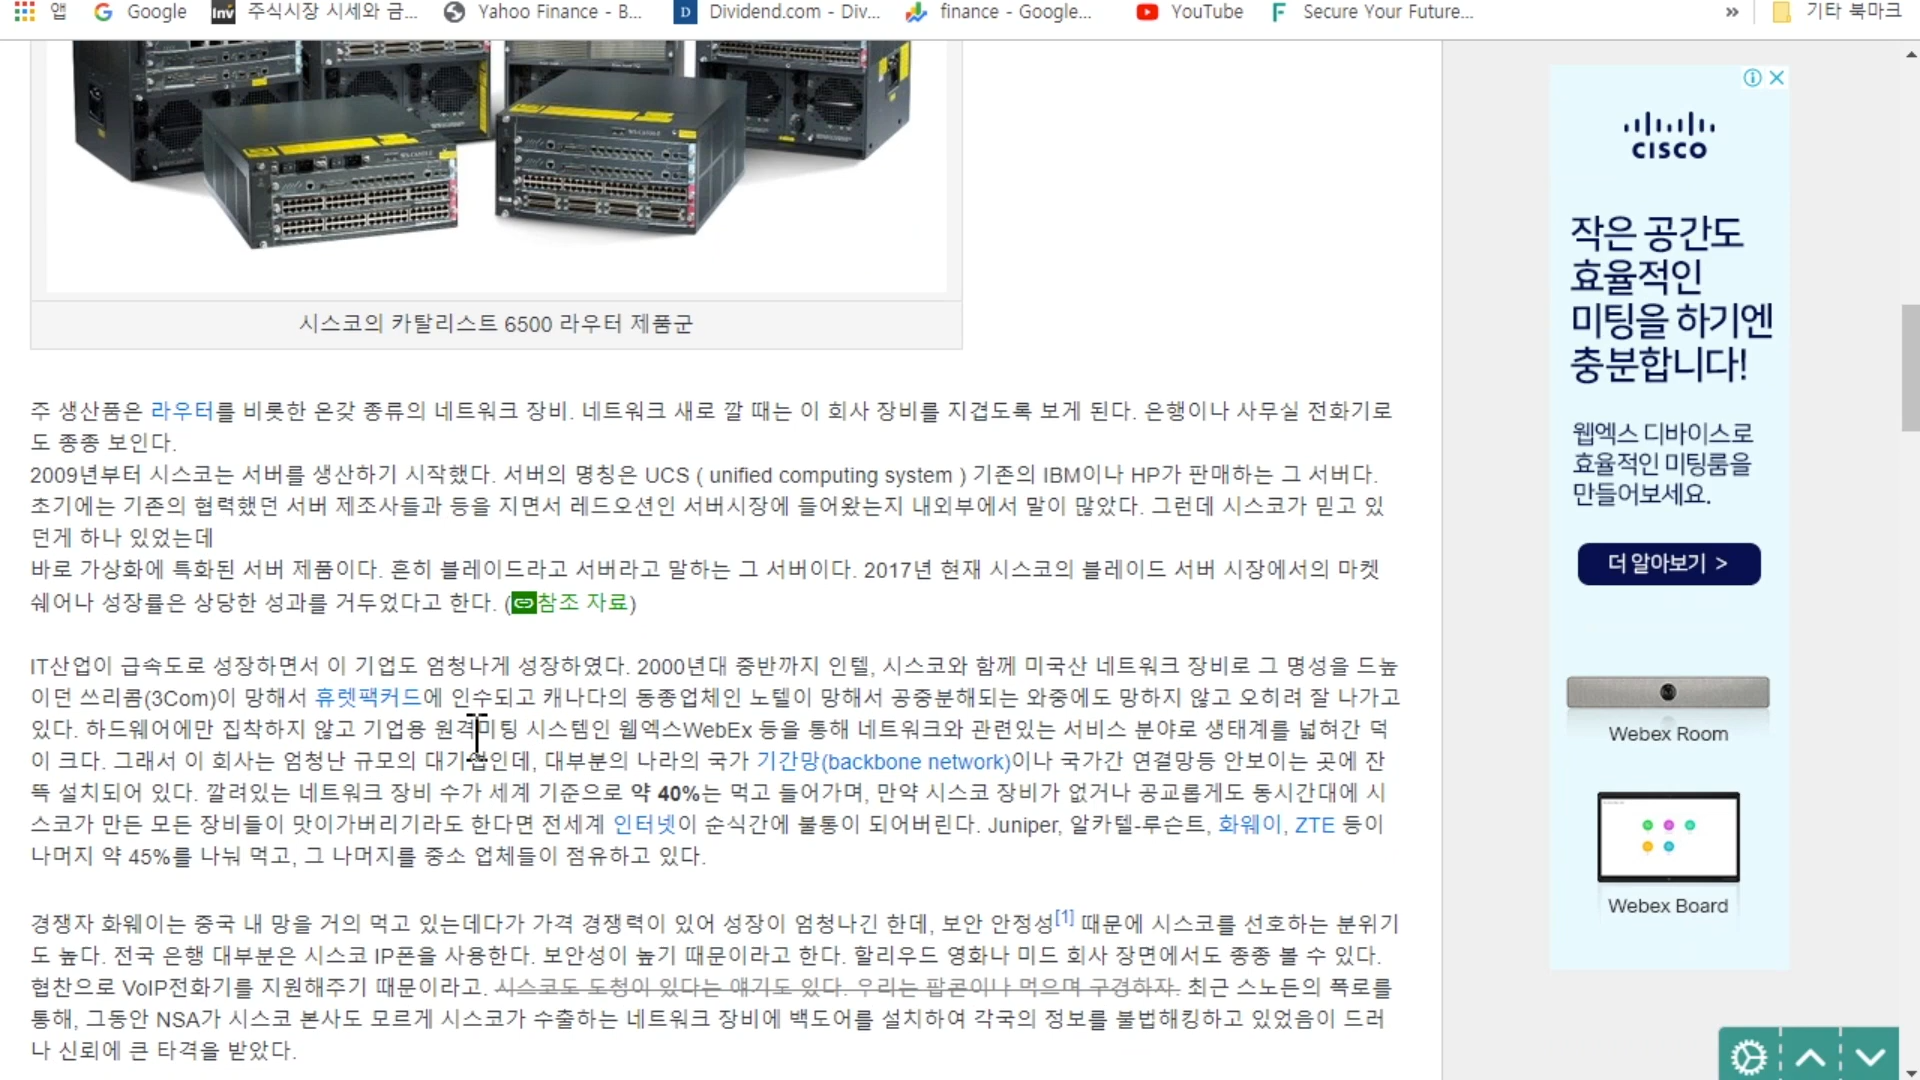 앱
Google
Inv 주식시장 시세와 금...
Yahoo Finance - B...
D Dividend.com - Div...
finance - Google...
YouTube
F Secure Your Future...
»
기타 북마크
시스코의 카탈리스트 6500 라우터 제품군
주 생산품은 라우터를 비롯한 온갖 종류의 네트워크 장비. 네트워크 새로 깔 때는 이 회사 장비를 지겹도록 보게 된다. 은행이나 사무실 전화기로
도 종종 보인다.
2009년부터 시스코는 서버를 생산하기 시작했다. 서버의 명칭은 UCS ( unified computing system ) 기존의 IBM이나 HP가 판매하는 그 서버다.
초기에는 기존의 협력했던 서버 제조사들과 등을 지면서 레드오션인 서버시장에 들어왔는지 내외부에서 말이 많았다. 그런데 시스코가 믿고 있
던게 하나 있었는데
바로 가상화에 특화된 서버 제품이다. 흔히 블레이드라고 서버라고 말하는 그 서버이다. 2017년 현재 시스코의 블레이드 서버 시장에서의 마켓
쉐어나 성장률은 상당한 성과를 거두었다고 한다. (참조 자료)
IT산업이 급속도로 성장하면서 이 기업도 엄청나게 성장하였다. 2000년대 중반까지 인텔, 시스코와 함께 미국산 네트워크 장비로 그 명성을 드높
이던 쓰리콤(3Com)이 망해서 휴렛팩커드에 인수되고 캐나다의 동종업체인 노텔이 망해서 공중분해되는 와중에도 망하지 않고 오히려 잘 나가고
있다. 하드웨어에만 집착하지 않고 기업용 원격미팅 시스템인 웹엑스WebEx 등을 통해 네트워크와 관련있는 서비스 분야로 생태계를 넓혀간 덕
이 크다. 그래서 이 회사는 엄청난 규모의 대기업인데, 대부분의 나라의 국가 기간망(backbone network)이나 국가간 연결망등 안보이는 곳에 잔
뜩 설치되어 있다. 깔려있는 네트워크 장비 수가 세계 기준으로 약 40%는 먹고 들어가며, 만약 시스코 장비가 없거나 공교롭게도 동시간대에 시
스코가 만든 모든 장비들이 맛이가버리기라도 한다면 전세계 인터넷이 순식간에 불통이 되어버린다. Juniper, 알카텔-루슨트, 화웨이, ZTE 등이
나머지 약 45%를 나눠 먹고, 그 나머지를 중소 업체들이 점유하고 있다.
경쟁자 화웨이는 중국 내 망을 거의 먹고 있는데다가 가격 경쟁력이 있어 성장이 엄청나긴 한데, 보안 안정성[1] 때문에 시스코를 선호하는 분위기
도 높다. 전국 은행 대부분은 시스코 IP폰을 사용한다. 보안성이 높기 때문이라고 한다. 할리우드 영화나 미드 회사 장면에서도 종종 볼 수 있다.
협찬으로 VoIP전화기를 지원해주기 때문이라고. 시스코도 도청이 있다는 얘기도 있다. 우리는 팝콘이나 먹으며 구경하자. 최근 스노든의 폭로를
통해, 그동안 NSA가 시스코 본사도 모르게 시스코가 수출하는 네트워크 장비에 백도어를 설치하여 각국의 정보를 불법해킹하고 있었음이 드러
나 신뢰에 큰 타격을 받았다.
CISCO
작은 공간도
효율적인
미팅을 하기엔
충분합니다!
웹엑스 디바이스로
효율적인 미팅룸을
만들어보세요.
더 알아보기 >
Webex Room
Webex Board